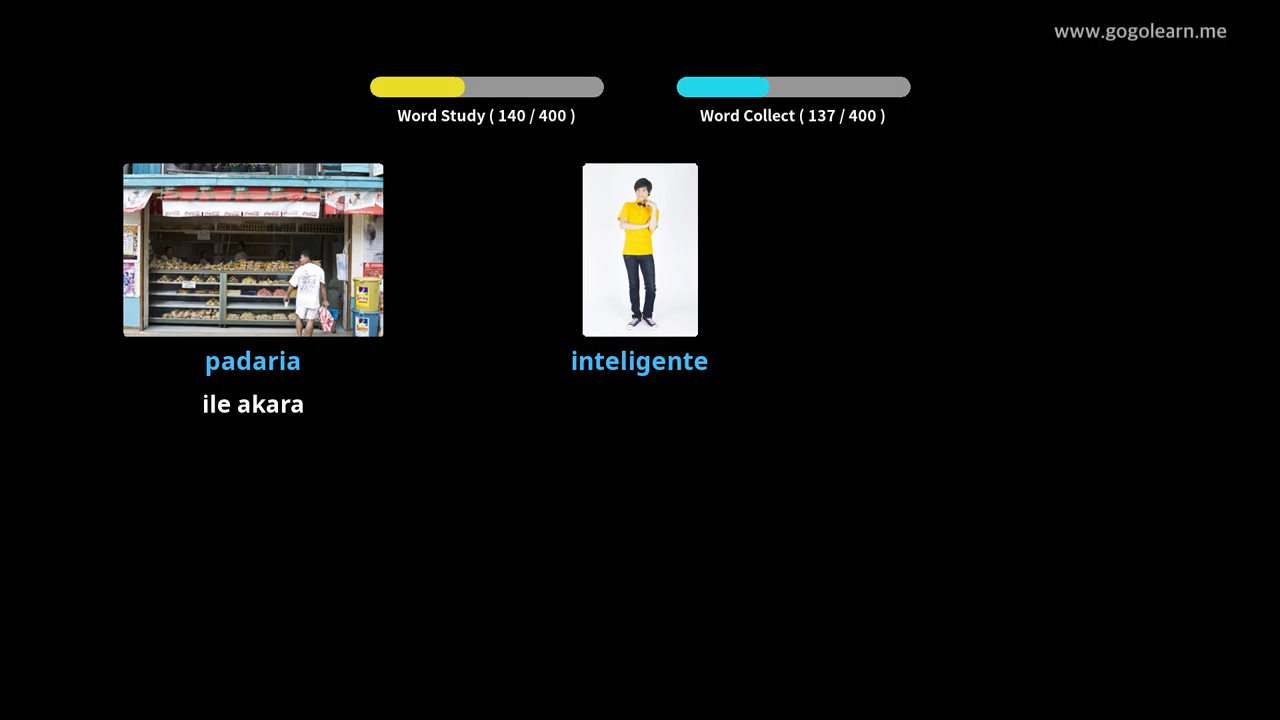 www.gogolearn.me
Word Study ( 140 / 400 )
Word Collect ( 137 / 400 )
padaria
inteligente
ile akara